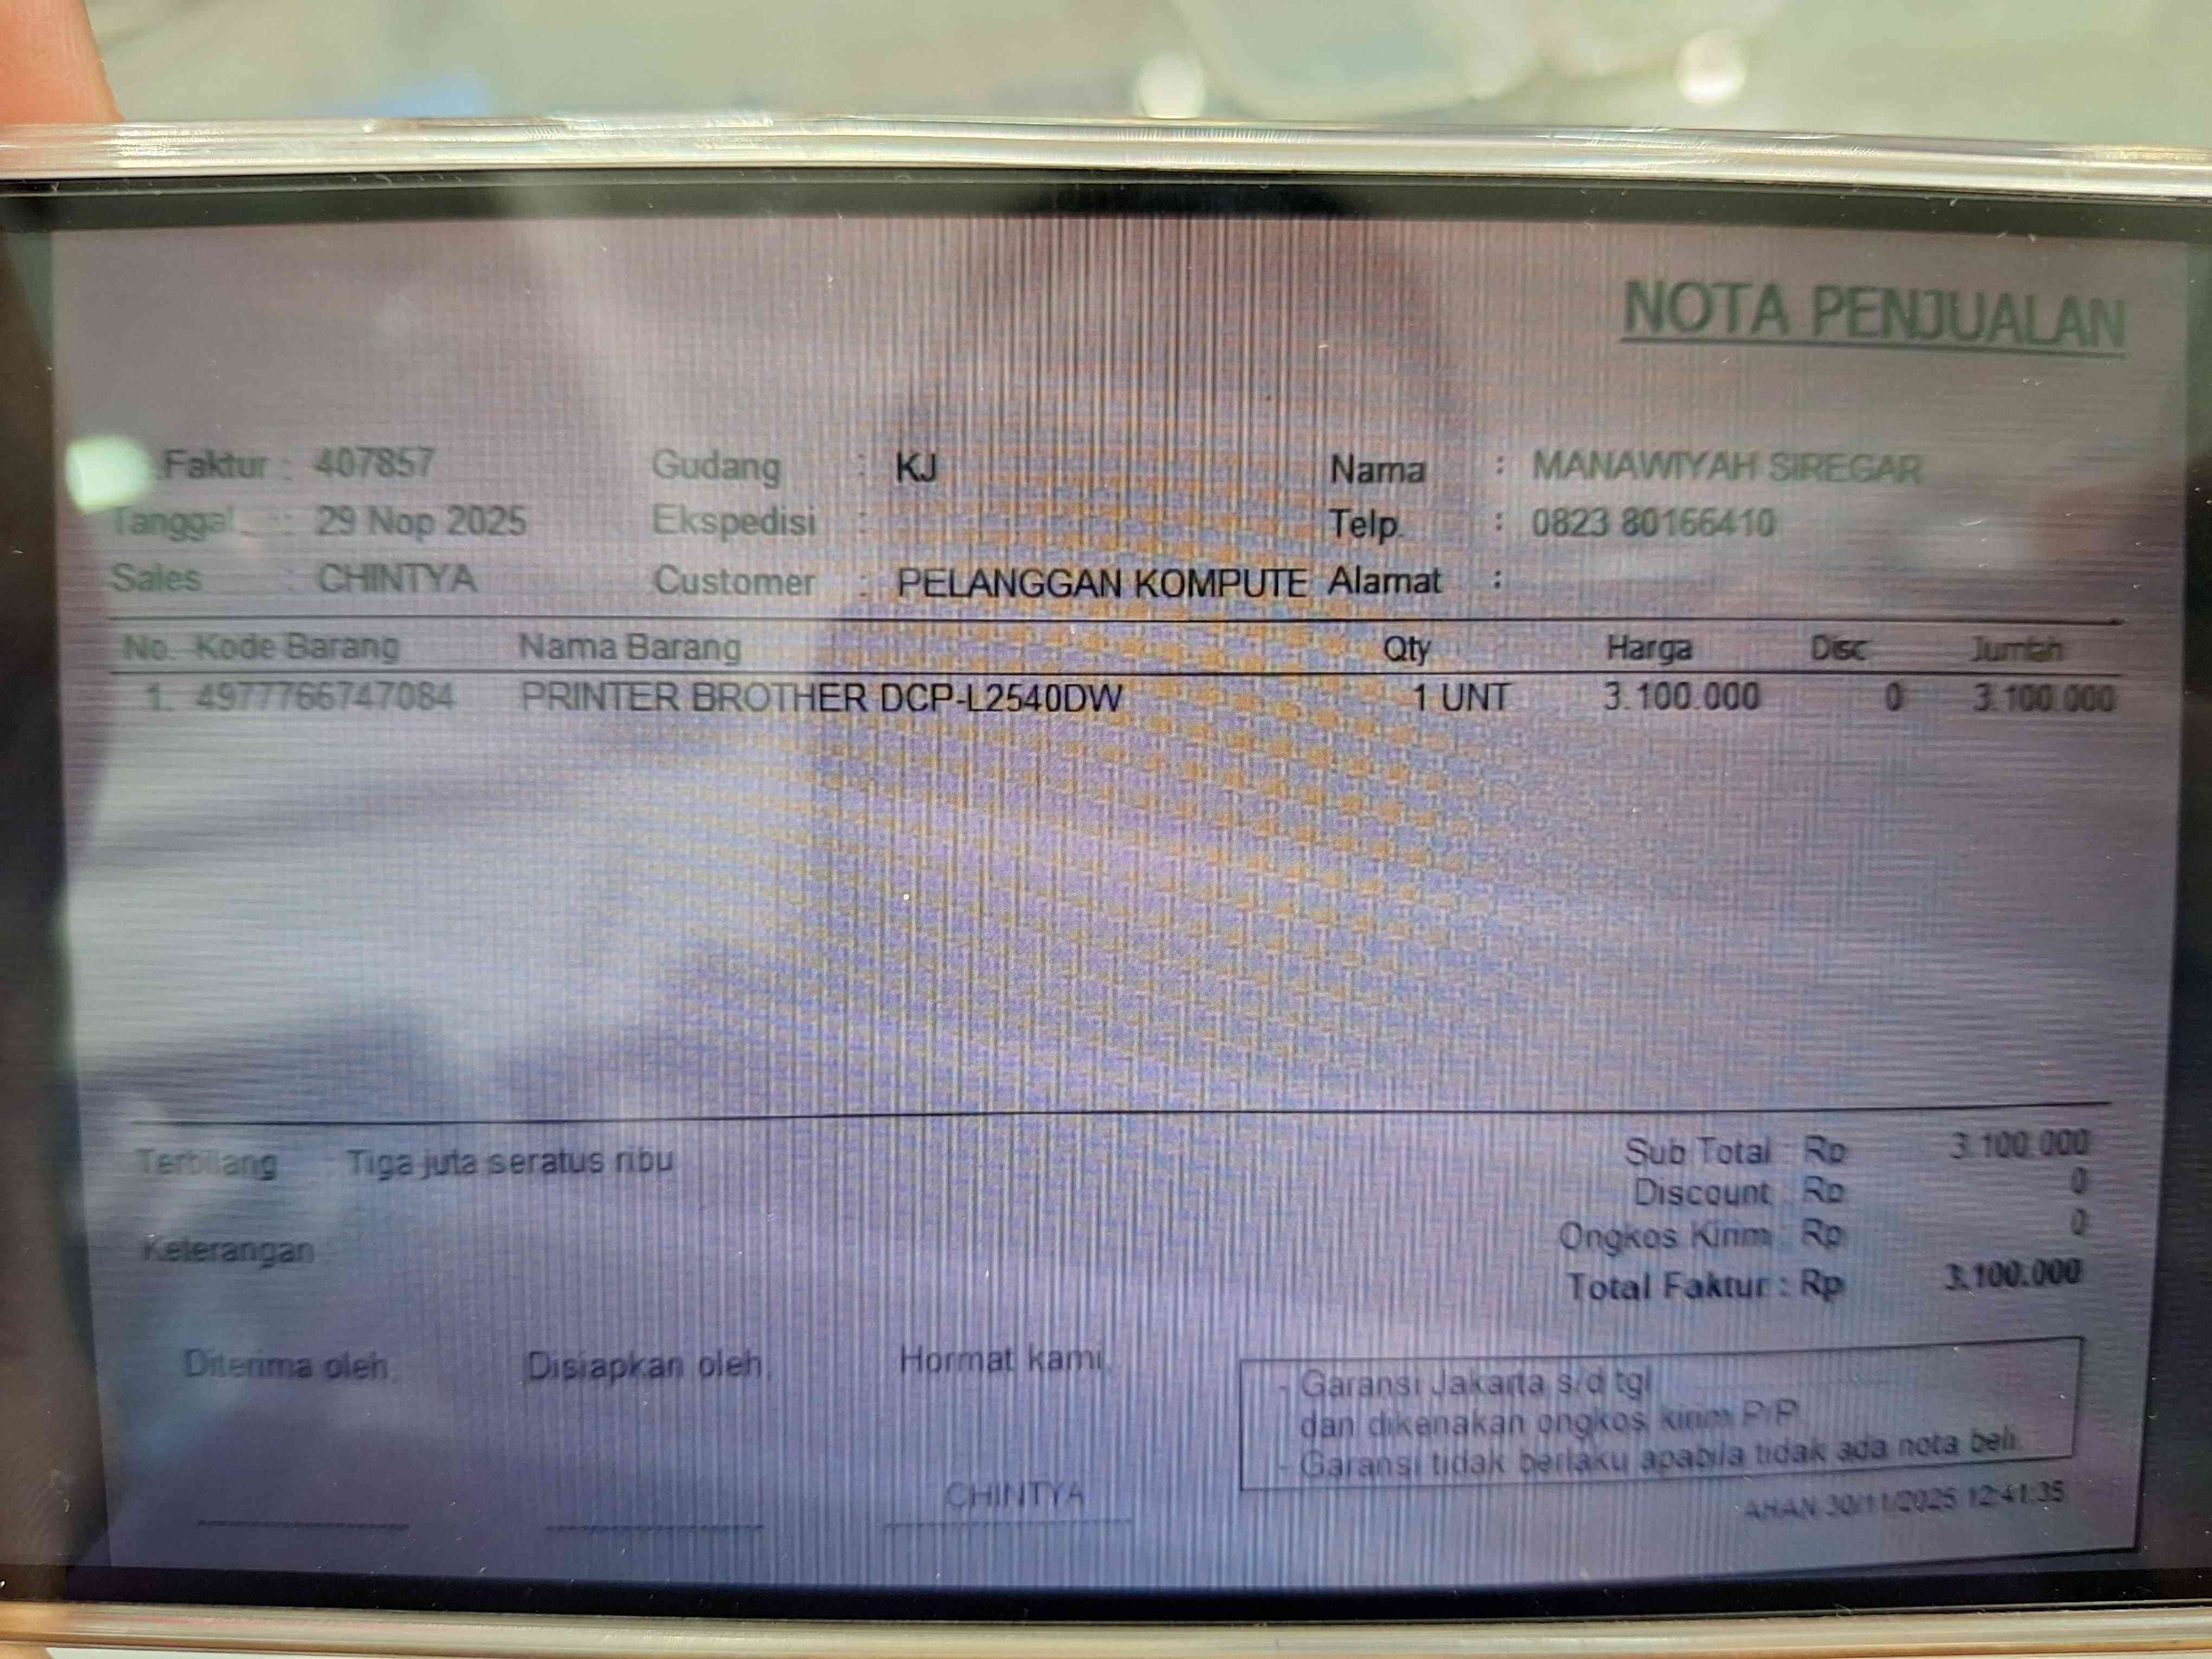 NOTA PENJUALAN
.Faktur : 407857 Gudang : KJ Nama : MANAWIYAH SIREGAR
Tanggal : 29 Nop 2025 Ekspedisi : Telp. : 0823 80166410
Sales : CHINTYA Customer : PELANGGAN KOMPUTE Alamat :
No. Kode Barang Nama Barang Qty Harga Disc Jumlah
1. 4977766747084 PRINTER BROTHER DCP-L2540DW 1 UNT 3.100.000 0 3.100.000
Terbilang : Tiga juta seratus ribu Sub Total : Rp 3.100.000
Discount : Rp 0
Keterangan Ongkos Kirim : Rp 0
Total Faktur : Rp 3.100.000
Diterima oleh, Disiapkan oleh, Hormat kami,
- Garansi Jakarta s/d tgl
dan dikenakan ongkos kirim P/P.
- Garansi tidak berlaku apabila tidak ada nota beli.
CHINTYA
AHAN 30/11/2025 12:41:35